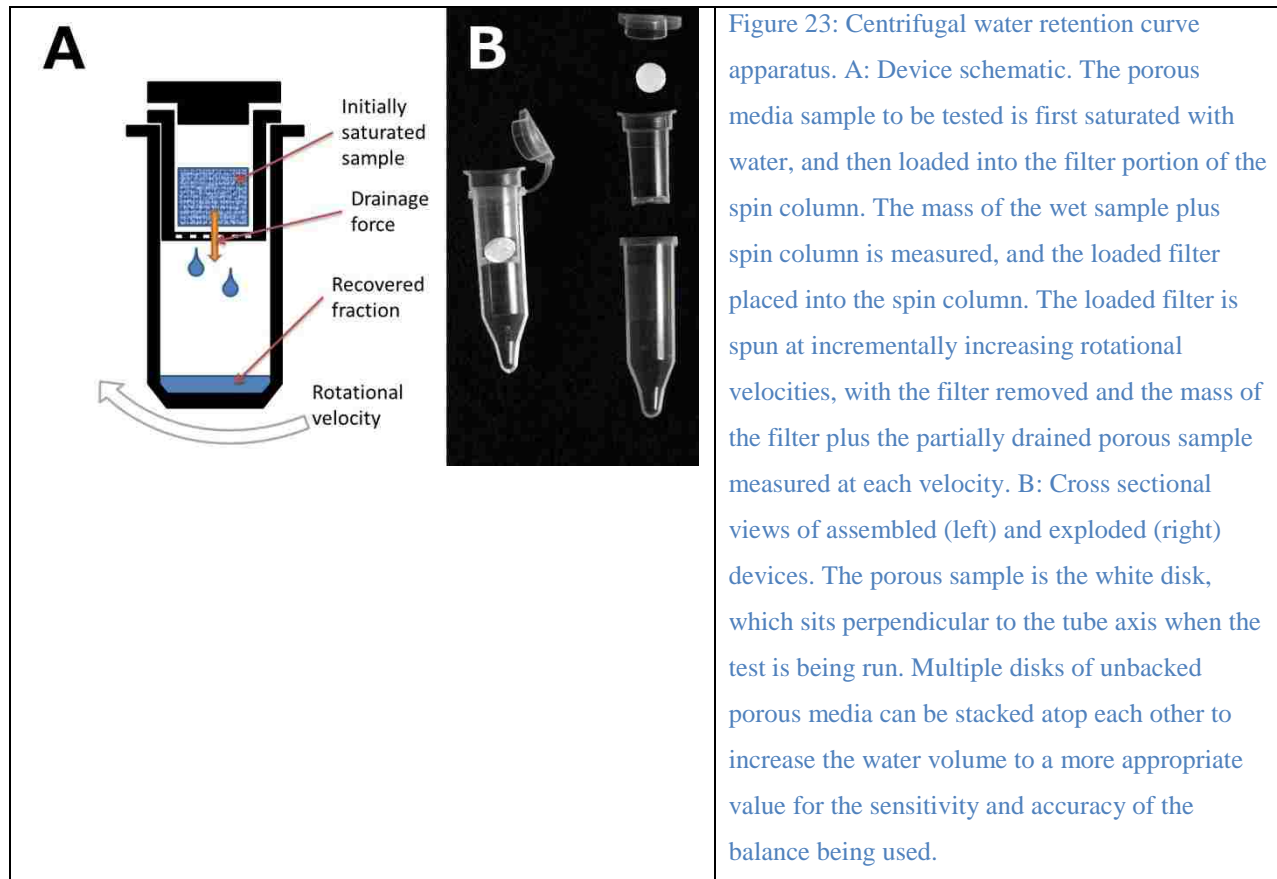 A
Initially
saturated
sample
Drainage
force
Recovered
fraction
Rotational
velocity
B
Figure 23: Centrifugal water retention curve
apparatus. A: Device schematic. The porous
media sample to be tested is first saturated with
water, and then loaded into the filter portion of the
spin column. The mass of the wet sample plus
spin column is measured, and the loaded filter
placed into the spin column. The loaded filter is
spun at incrementally increasing rotational
velocities, with the filter removed and the mass of
the filter plus the partially drained porous sample
measured at each velocity. B: Cross sectional
views of assembled (left) and exploded (right)
devices. The porous sample is the white disk,
which sits perpendicular to the tube axis when the
test is being run. Multiple disks of unbacked
porous media can be stacked atop each other to
increase the water volume to a more appropriate
value for the sensitivity and accuracy of the
balance being used.